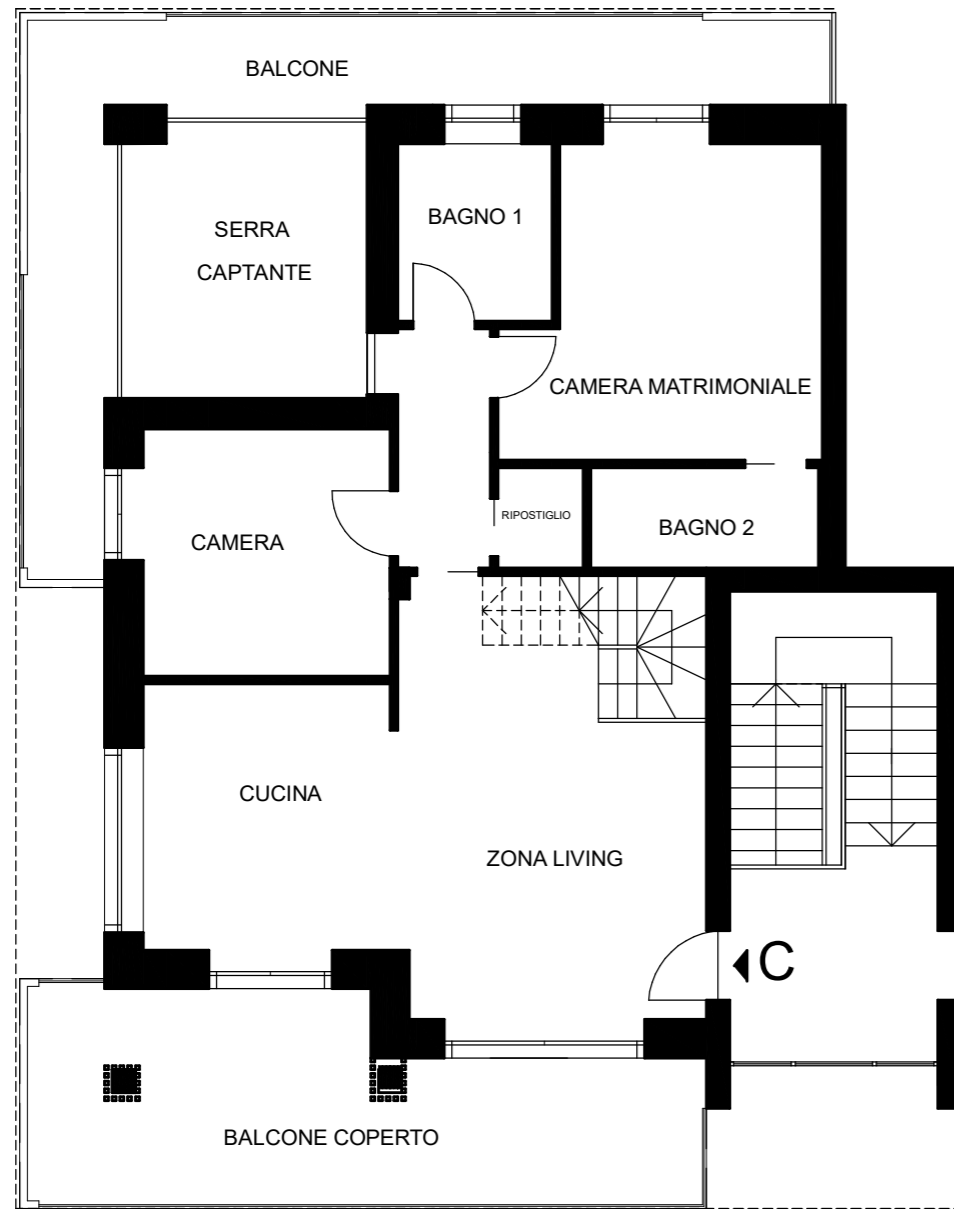 BALCONE
BAGNO 1
SERRA
CAPTANTE
CAMERA MATRIMONIALE
RIPOSTIGLIO
BAGNO 2
CAMERA
CUCINA
ZONA LIVING
C
BALCONE COPERTO